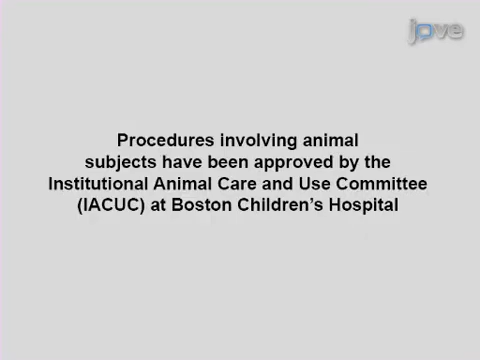 jove
Procedures involving animal
subjects have been approved by the
Institutional Animal Care and Use Committee
(IACUC) at Boston Children's Hospital